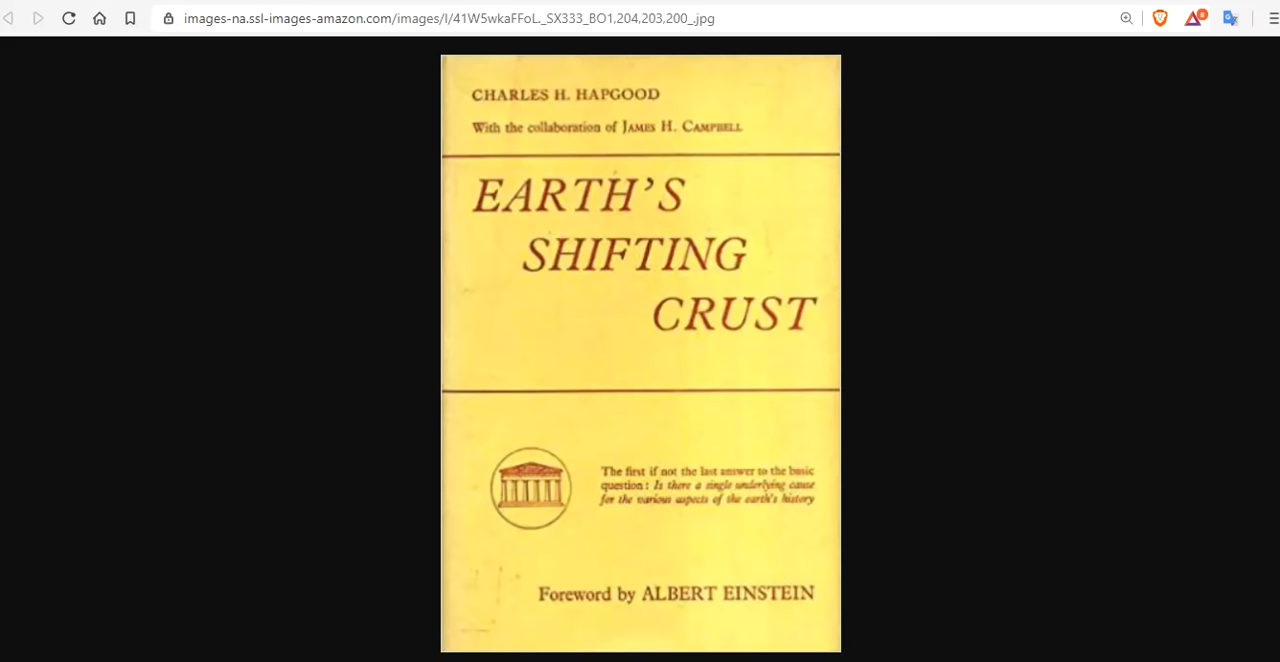 images-na.ssl-images-amazon.com/images/I/41W5wkaFFoL._SX333_BO1,204,203,200_.jpg
8
CHARLES H. HAPGOOD
With the collaboration of JAMES H. CAMPBELL
EARTH'S
SHIFTING
CRUST
The first if not the last answer to the basic
question: Is there a single underlying cause
for the various aspects of the earth's history
Foreword by ALBERT EINSTEIN